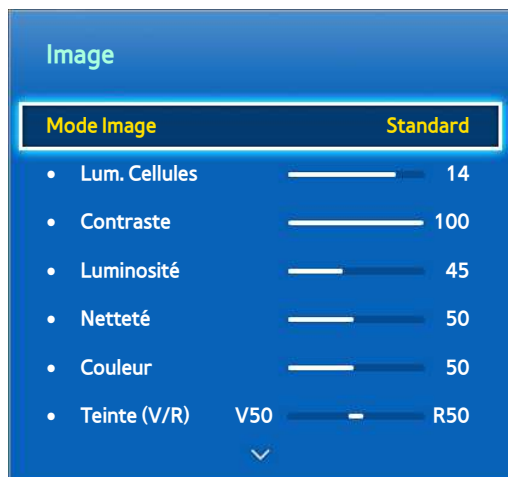 Image
Mode Image Standard
• Lum. Cellules 14
• Contraste 100
• Luminosité 45
• Netteté 50
• Couleur 50
• Teinte (V/R) V50 R50